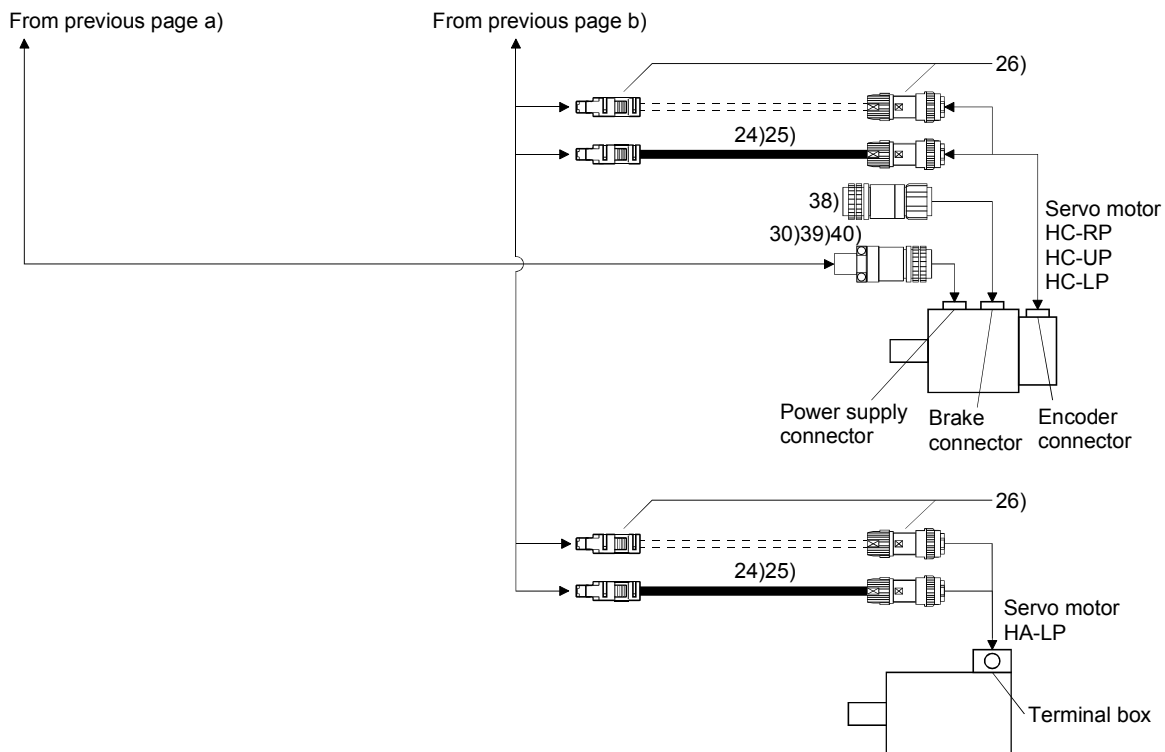 From previous page a)
From previous page b)
26)
24)25)
38)
30)39)40)
Servo motor
HC-RP
HC-UP
HC-LP
Power supply
connector
Brake
connector
Encoder
connector
26)
24)25)
Servo motor
HA-LP
Terminal box